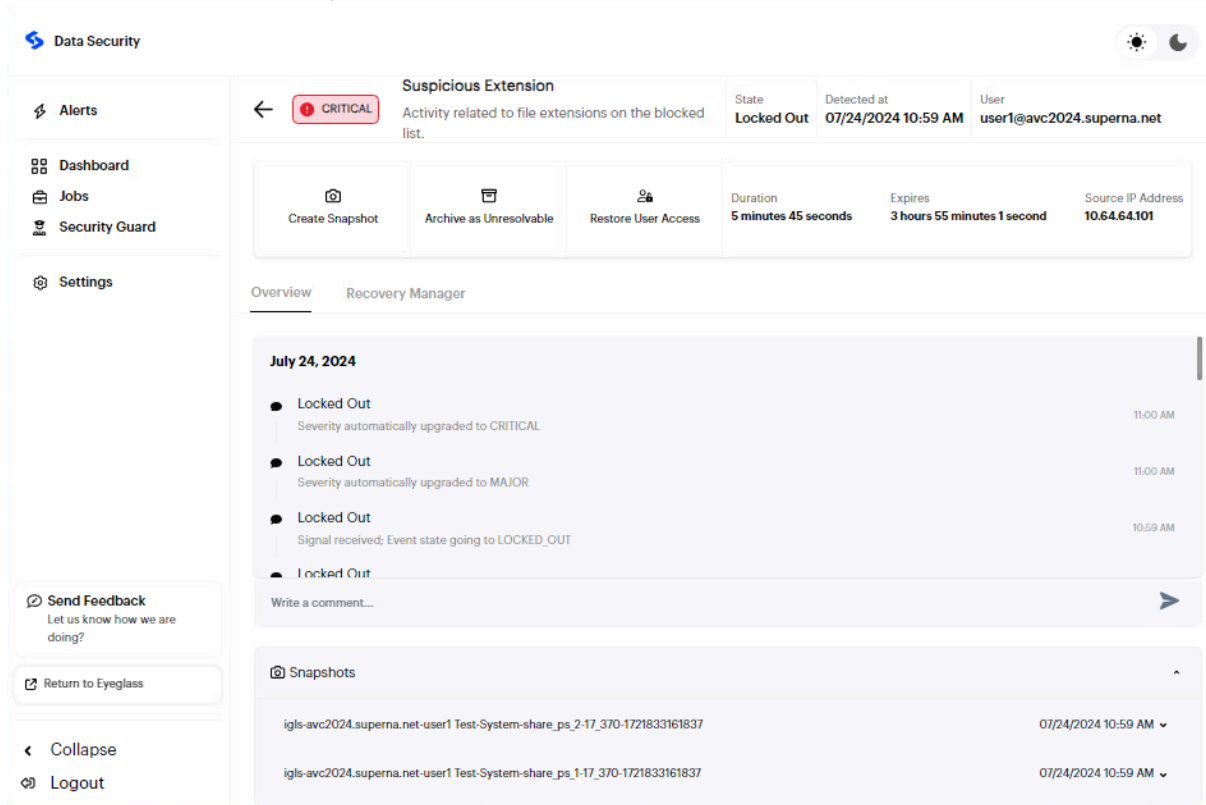 Data Security
Alerts
Dashboard
Jobs
Security Guard
Settings
Send Feedback
Let us know how we are
doing?
Return to Eyeglass
Collapse
Logout
CRITICAL
Suspicious Extension
Activity related to file extensions on the blocked
list.
State
Locked Out
Detected at
07/24/2024 10:59 AM
User
user1@avc2024.superna.net
Create Snapshot
Archive as Unresolvable
Restore User Access
Duration
5 minutes 45 seconds
Expires
3 hours 55 minutes 1 second
Source IP Address
10.64.64.101
Overview
Recovery Manager
July 24, 2024
Locked Out
Severity automatically upgraded to CRITICAL
11:00 AM
Locked Out
Severity automatically upgraded to MAJOR
11:00 AM
Locked Out
Signal received; Event state going to LOCKED_OUT
10:59 AM
Locked Out
Write a comment...
Snapshots
igls-avc2024.superna.net-user1 Test-System-share_ps_2-17_370-1721833161837
07/24/2024 10:59 AM
igls-avc2024.superna.net-user1 Test-System-share_ps_1-17_370-1721833161837
07/24/2024 10:59 AM